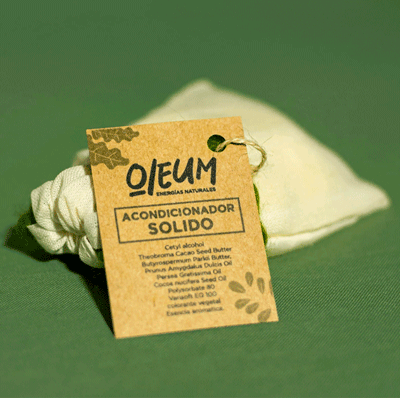 OLEUM
ENERGÍAS NATURALES
ACONDICIONADOR
SOLIDO
Cetyl alcohol
Theobroma Cacao Seed Butter
Butyrospermum Parkii Butter,
Prunus Amygdalus Dulcis Oil
Persea Gratissima Oil
Cocos nucifera Seed Oil
Polysorbate 80
Varisoft EQ 100
colorante vegetal
Esencia aromatica.